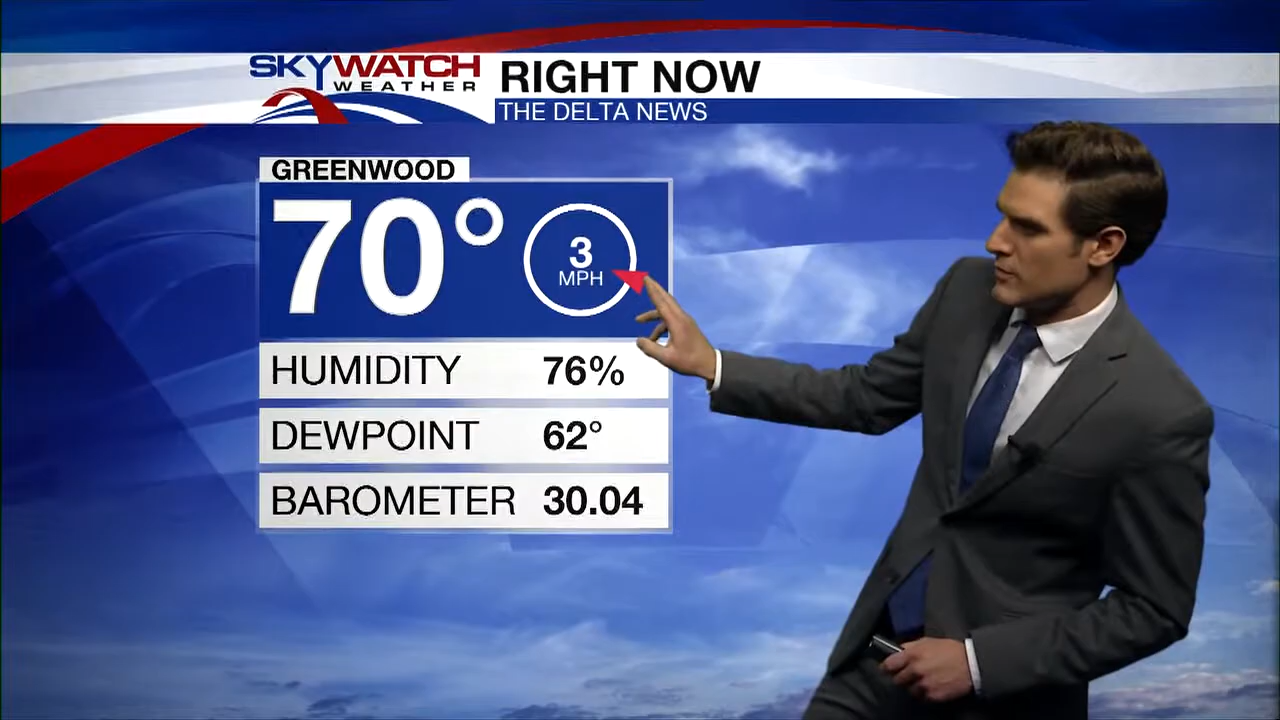 SKYWATCH
WEATHER
RIGHT NOW
THE DELTA NEWS
GREENWOOD
70°
3
MPH
HUMIDITY 76%
DEWPOINT 62°
BAROMETER 30.04